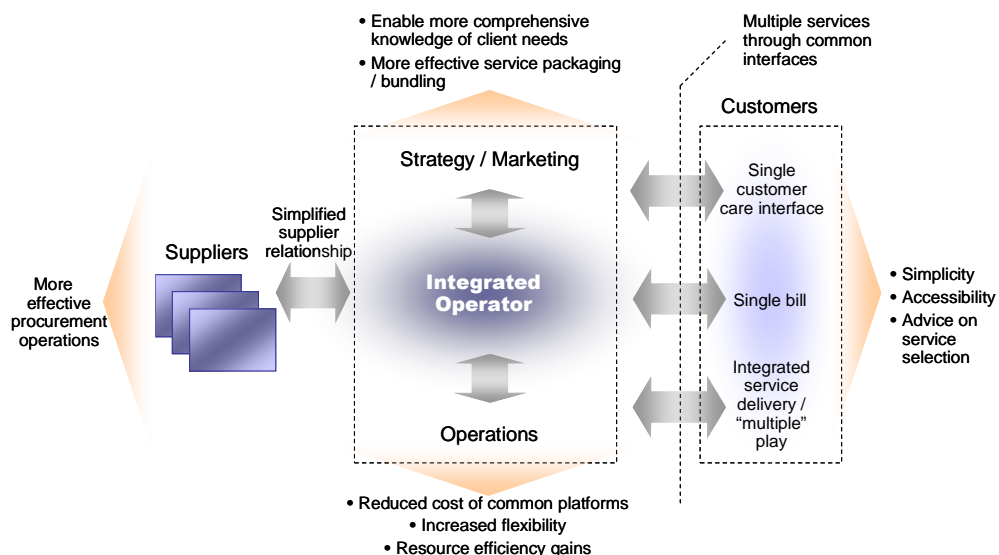 • Enable more comprehensive
knowledge of client needs
• More effective service packaging
/ bundling
Multiple services
through common
interfaces
Customers
Strategy / Marketing
Single
customer
care interface
Simplified
supplier
relationship
Suppliers
Integrated
Operator
Single bill
More
effective
procurement
operations
• Simplicity
• Accessibility
• Advice on
service
selection
Integrated
service
delivery /
“multiple”
play
Operations
• Reduced cost of common platforms
• Increased flexibility
• Resource efficiency gains